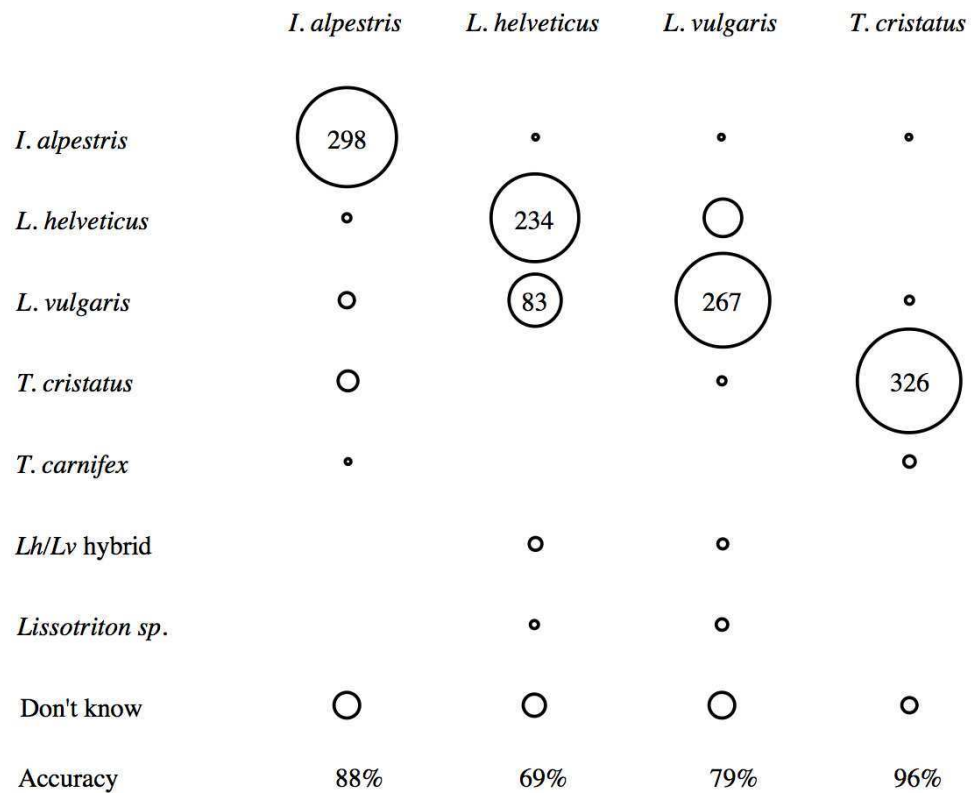 I. alpestris L. helveticus L. vulgaris T. cristatus
I. alpestris 298
L. helveticus 234
L. vulgaris 83 267
T. cristatus 326
T. carnifex
Lh/Lv hybrid
Lissotriton sp.
Don't know
Accuracy 88% 69% 79% 96%